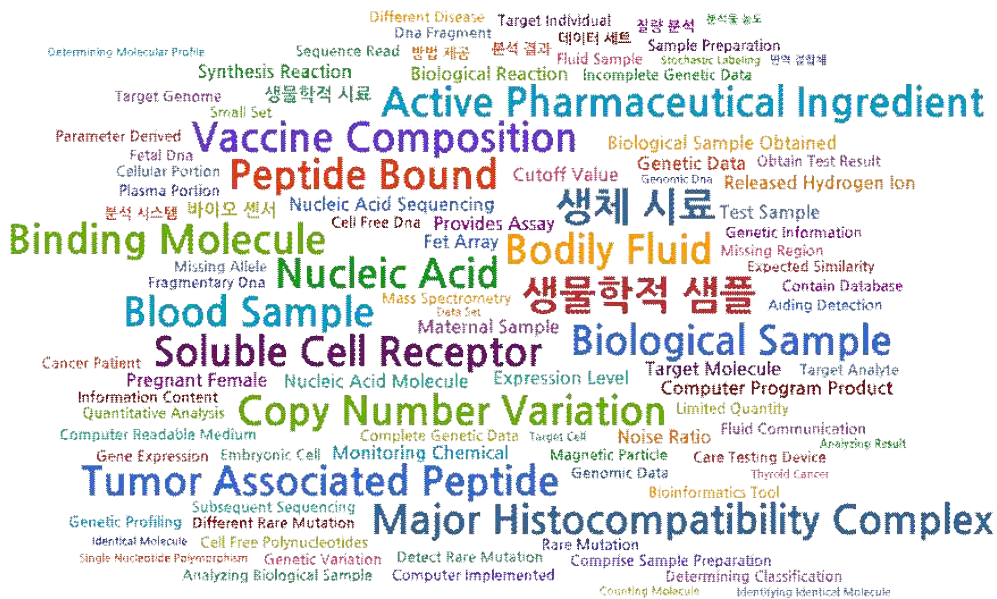 Different Disease Target Individual 질량 분석 분석물 농도
Dna Fragment 데이터 세트
Determining Molecular Profile Sequence Read 방법 제공 분석 결과 Fluid Sample Sample Preparation Stochastic Labeling 면역 결합체
Synthesis Reaction Biological Reaction Incomplete Genetic Data
Target Genome 생물학적 시료 Active Pharmaceutical Ingredient
Small Set
Parameter Derived Vaccine Composition Biological Sample Obtained
Fetal Dna Genetic Data Obtain Test Result
Cellular Portion Peptide Bound Cutoff Value Genomic Dna Released Hydrogen Ion
Plasma Portion
분석 시스템 바이오 센서 Nucleic Acid Sequencing 생체 시료 Test Sample
Cell Free Dna Provides Assay Genetic Information
Binding Molecule Fet Array Bodily Fluid Missing Region
Missing Allele Nucleic Acid Expected Similarity
Fragmentary Dna 생물학적 샘플 Contain Database
Blood Sample Mass Spectrometry Aiding Detection
Data Set
Maternal Sample Biological Sample
Cancer Patient Soluble Cell Receptor Target Molecule Target Analyte
Pregnant Female Nucleic Acid Molecule Expression Level Computer Program Product
Information Content
Quantitative Analysis Copy Number Variation Limited Quantity
Computer Readable Medium Complete Genetic Data Target Cell Noise Ratio Fluid Communication
Analyzing Result
Gene Expression Embryonic Cell Monitoring Chemical Magnetic Particle Care Testing Device
Tumor Associated Peptide Genomic Data Thyroid Cancer
Bioinformatics Tool
Subsequent Sequencing
Genetic Profiling Different Rare Mutation Major Histocompatibility Complex
Identical Molecule Cell Free Polynucleotides Rare Mutation
Single Nucleotide Polymorphism Genetic Variation Detect Rare Mutation Comprise Sample Preparation
Analyzing Biological Sample Computer Implemented Determining Classification
Counting Molecule Identifying Identical Molecule